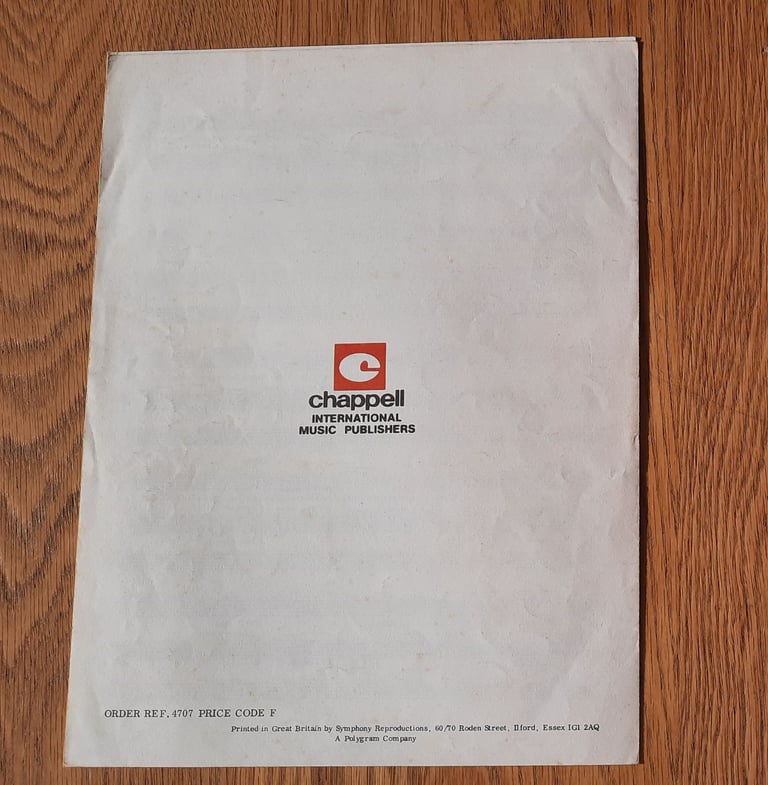 chappell
INTERNATIONAL
MUSIC PUBLISHERS
ORDER REF. 4707 PRICE CODE F
Printed in Great Britain by Symphony Reproductions, 60/70 Roden Street, Ilford, Essex IG1 2AQ
A Polygram Company